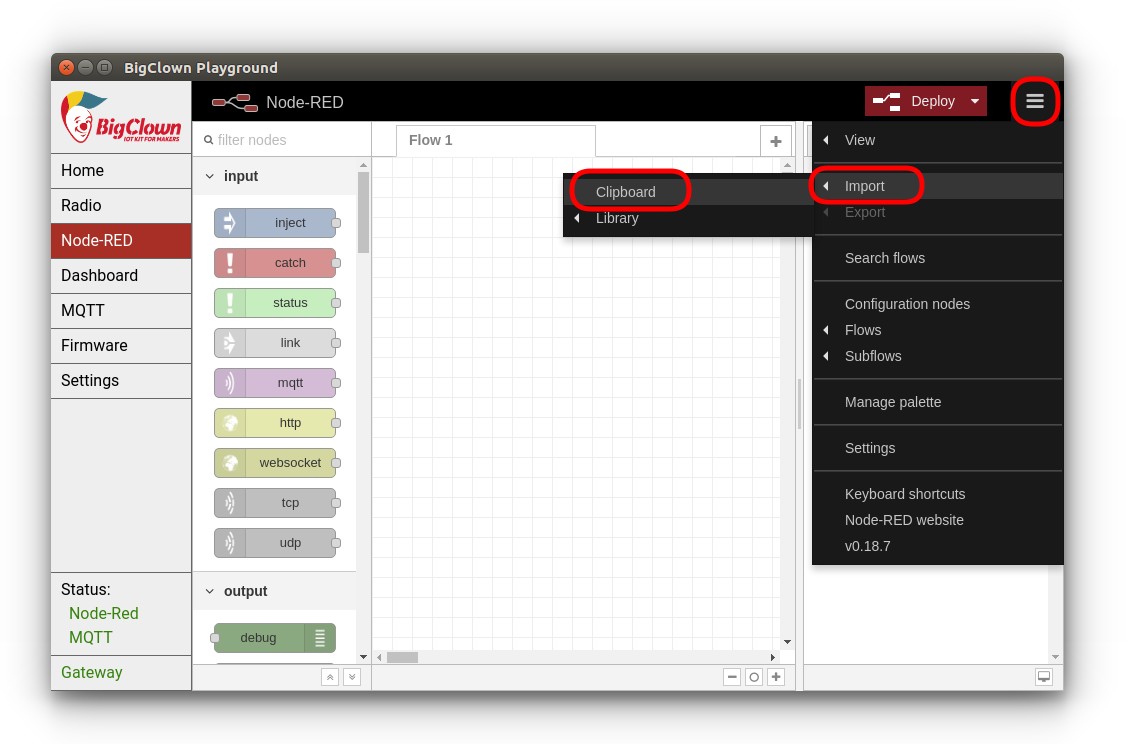 BigClown Playground
BigClown
IOT KIT FOR MAKERS
Home
Radio
Node-RED
Dashboard
MQTT
Firmware
Settings
Status:
Node-Red
MQTT
Gateway
Node-RED
Deploy
filter nodes
input
inject
catch
status
link
mqtt
http
websocket
tcp
udp
output
debug
Flow 1
Clipboard
Library
View
Import
Export
Search flows
Configuration nodes
Flows
Subflows
Manage palette
Settings
Keyboard shortcuts
Node-RED website
v0.18.7